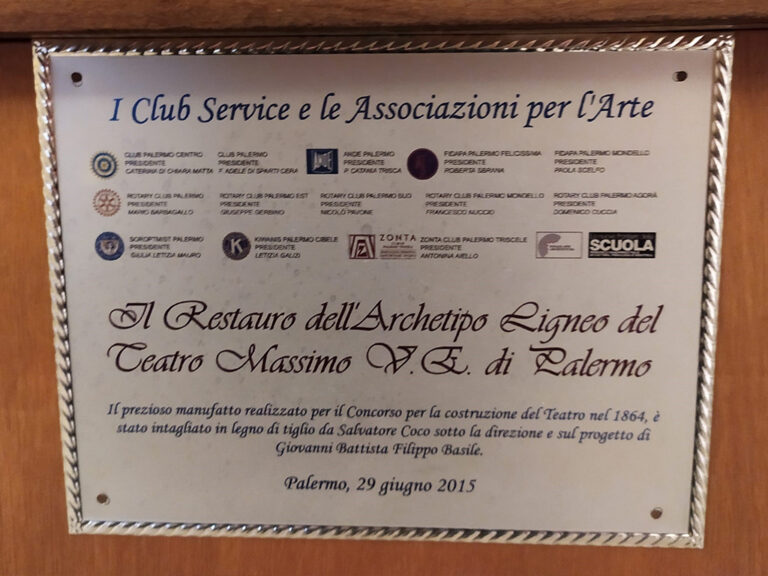 I Club Service e le Associazioni per l'Arte
CLUB PALERMO CENTRO
PRESIDENTE
CATERINA DI CHIARA MATTA
CLUB PALERMO
PRESIDENTE
F. ADELE DI SPARTI CERA
ANDE PALERMO
PRESIDENTE
P. CATANIA TRISCA
FIDAPA PALERMO FELICISSIMA
PRESIDENTE
ROBERTA SBRANA
FIDAPA PALERMO MONDELLO
PRESIDENTE
PAOLA SCELFO
ROTARY CLUB PALERMO
PRESIDENTE
MARIO BARBAGALLO
ROTARY CLUB PALERMO EST
PRESIDENTE
GIUSEPPE GERBINO
ROTARY CLUB PALERMO SUD
PRESIDENTE
NICOLÒ PAVONE
ROTARY CLUB PALERMO MONDELLO
PRESIDENTE
FRANCESCO NUCCIO
ROTARY CLUB PALERMO AGORÀ
PRESIDENTE
DOMENICO CUCCIA
SOROPTMIST PALERMO
PRESIDENTE
GIULIA LETIZIA MAURO
K
KIWANIS PALERMO CIBELE
PRESIDENTE
LETIZIA GALIZI
ZONTA
ZONTA CLUB PALERMO TRISCELE
PRESIDENTE
ANTONINA AIELLO
SCUOLA
Il Restauro dell'Archetipo Ligneo del
Teatro Massimo V.E. di Palermo
Il prezioso manufatto realizzato per il Concorso per la costruzione del Teatro nel 1864, è
stato intagliato in legno di tiglio da Salvatore Coco sotto la direzione e sul progetto di
Giovanni Battista Filippo Basile.
Palermo, 29 giugno 2015